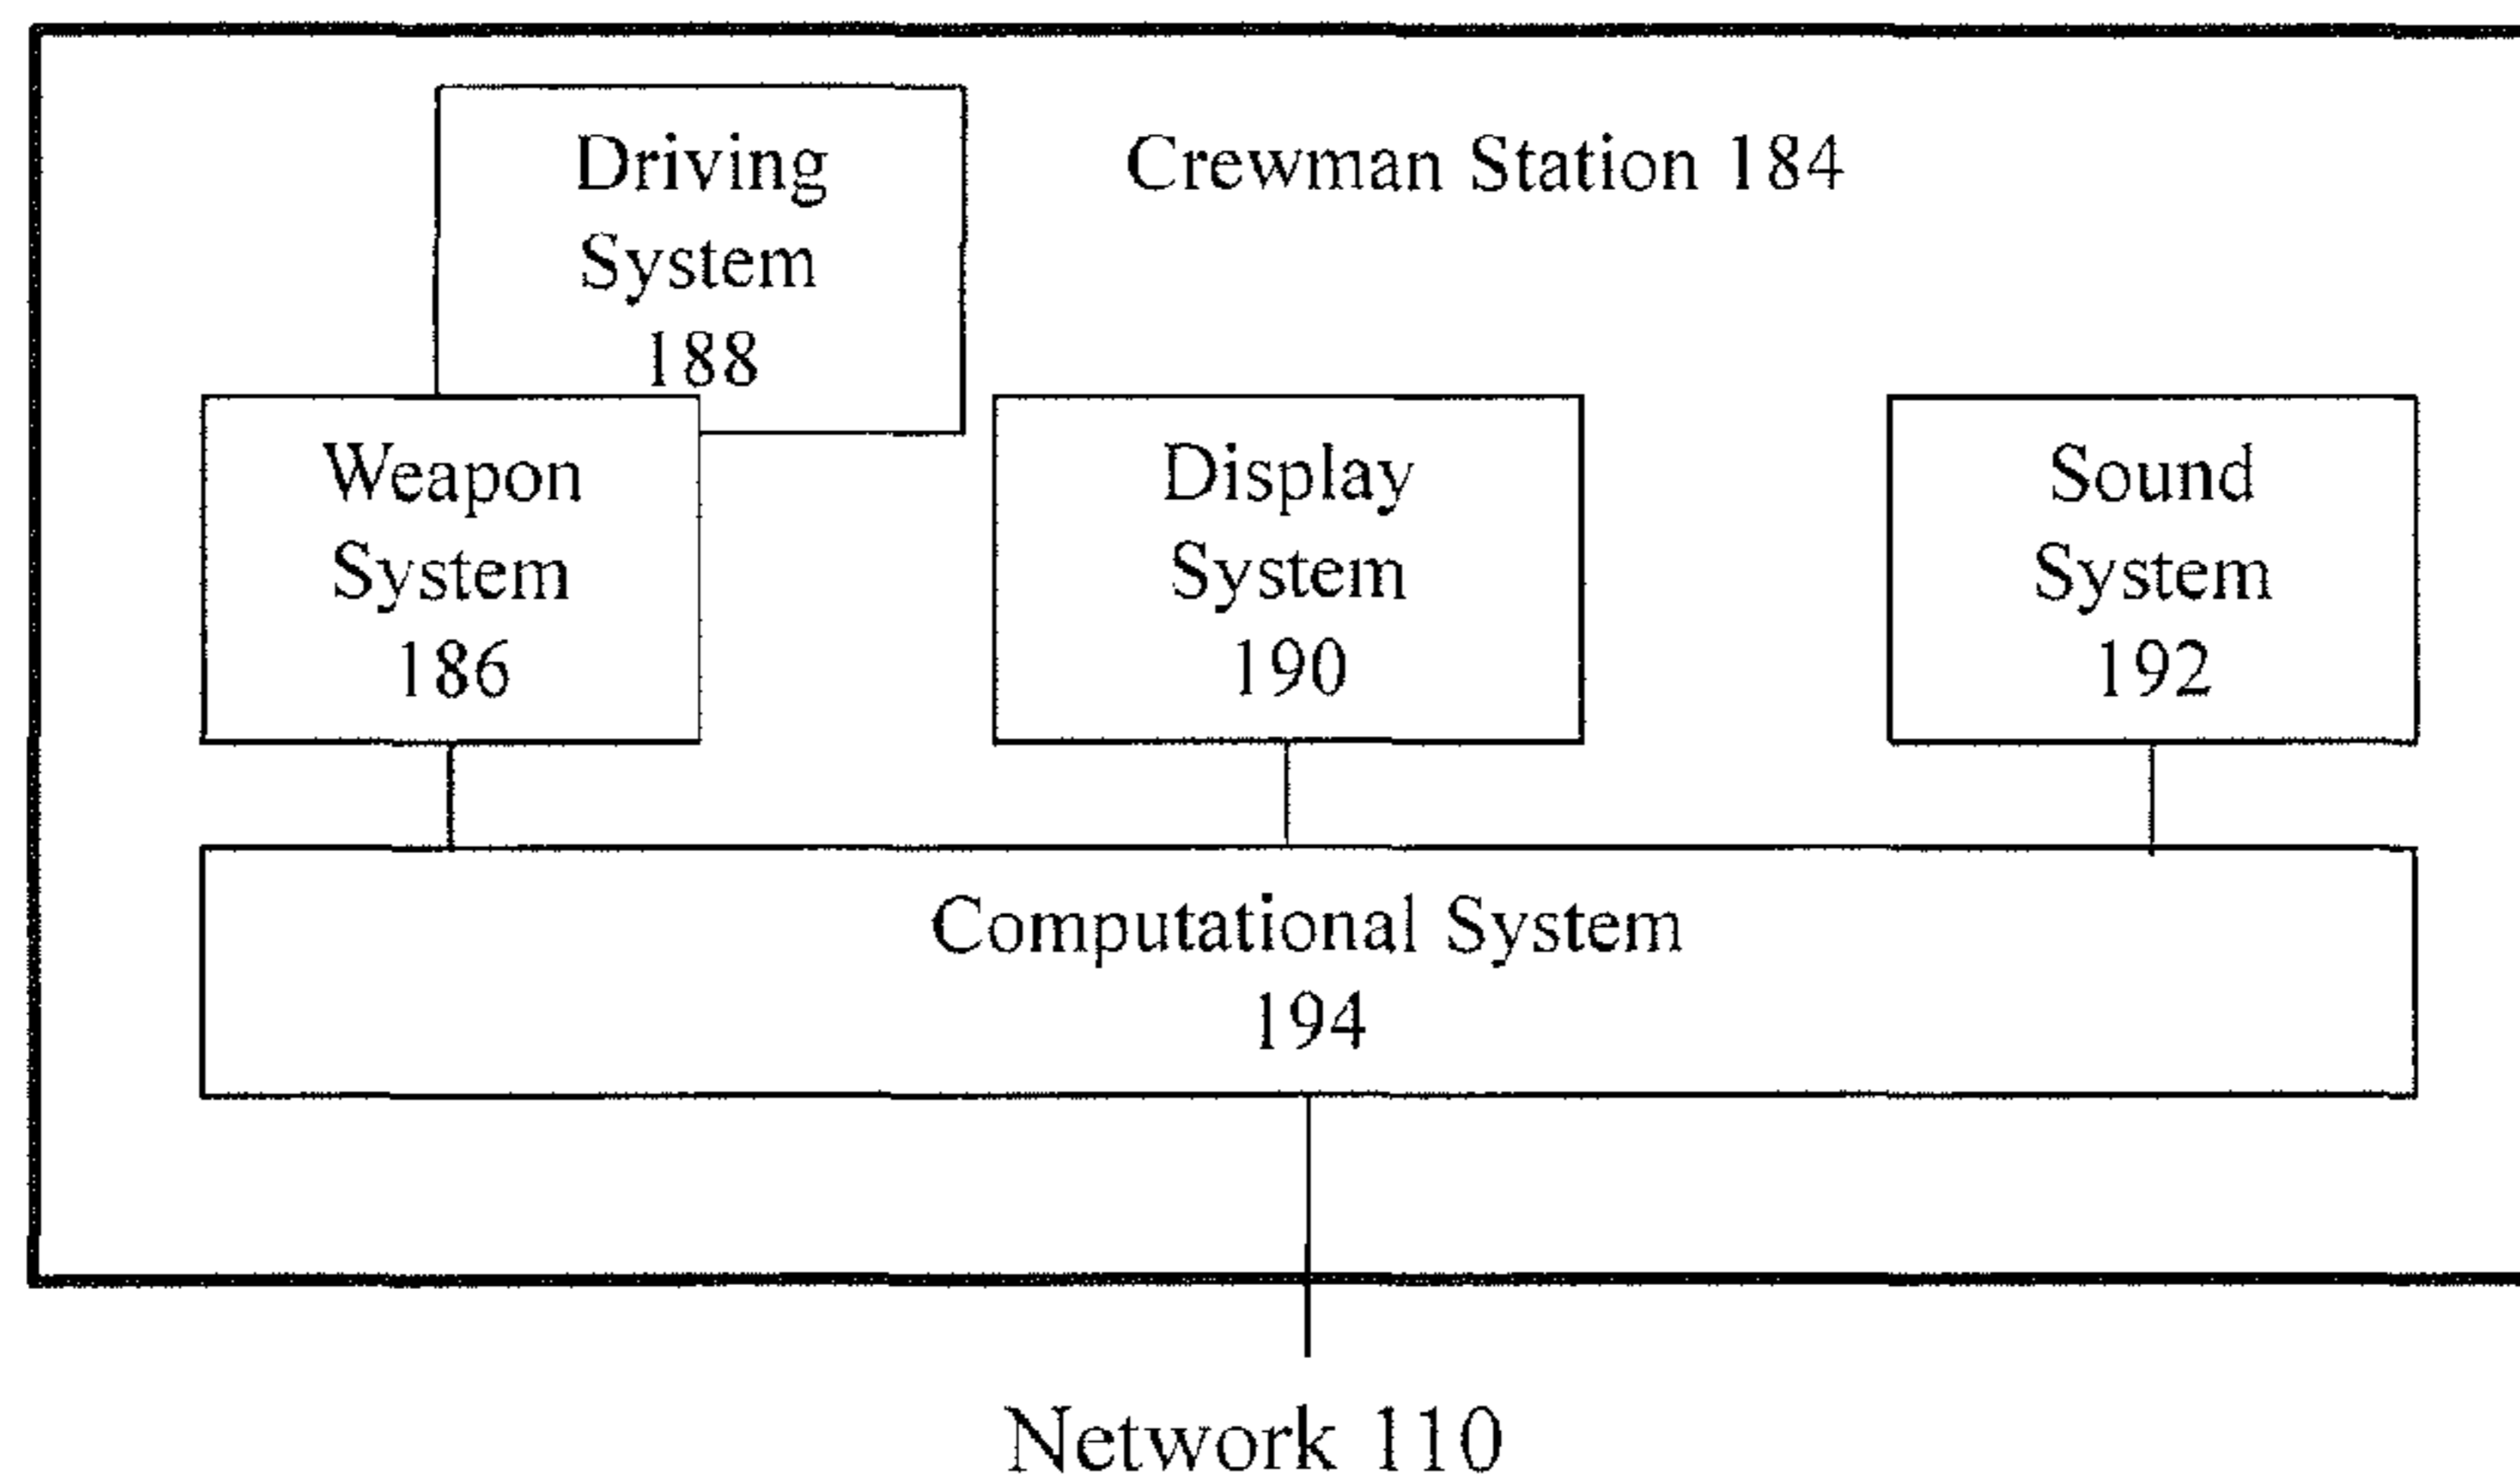 Driving
System
188
Crewman Station 184
Weapon
System
186
Display
System
190
Sound
System
192
Computational System
194
Network 110